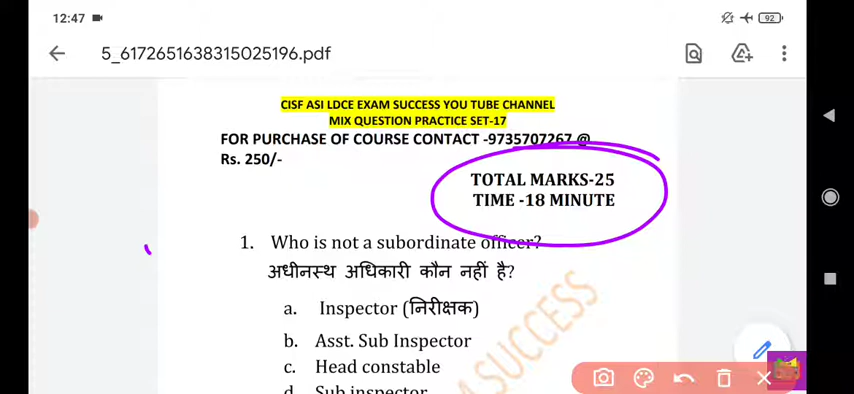 12:47
92
5_6172651638315025196.pdf
CISF ASI LDCE EXAM SUCCESS YOU TUBE CHANNEL
MIX QUESTION PRACTICE SET-17
FOR PURCHASE OF COURSE CONTACT -9735707267 @
Rs. 250/-
TOTAL MARKS-25
TIME -18 MINUTE
1. Who is not a subordinate officer?
अधीनस्थ अधिकारी कौन नहीं है?
a. Inspector (निरीक्षक)
b. Asst. Sub Inspector
c. Head constable
d. Sub inspector
SUCCESS